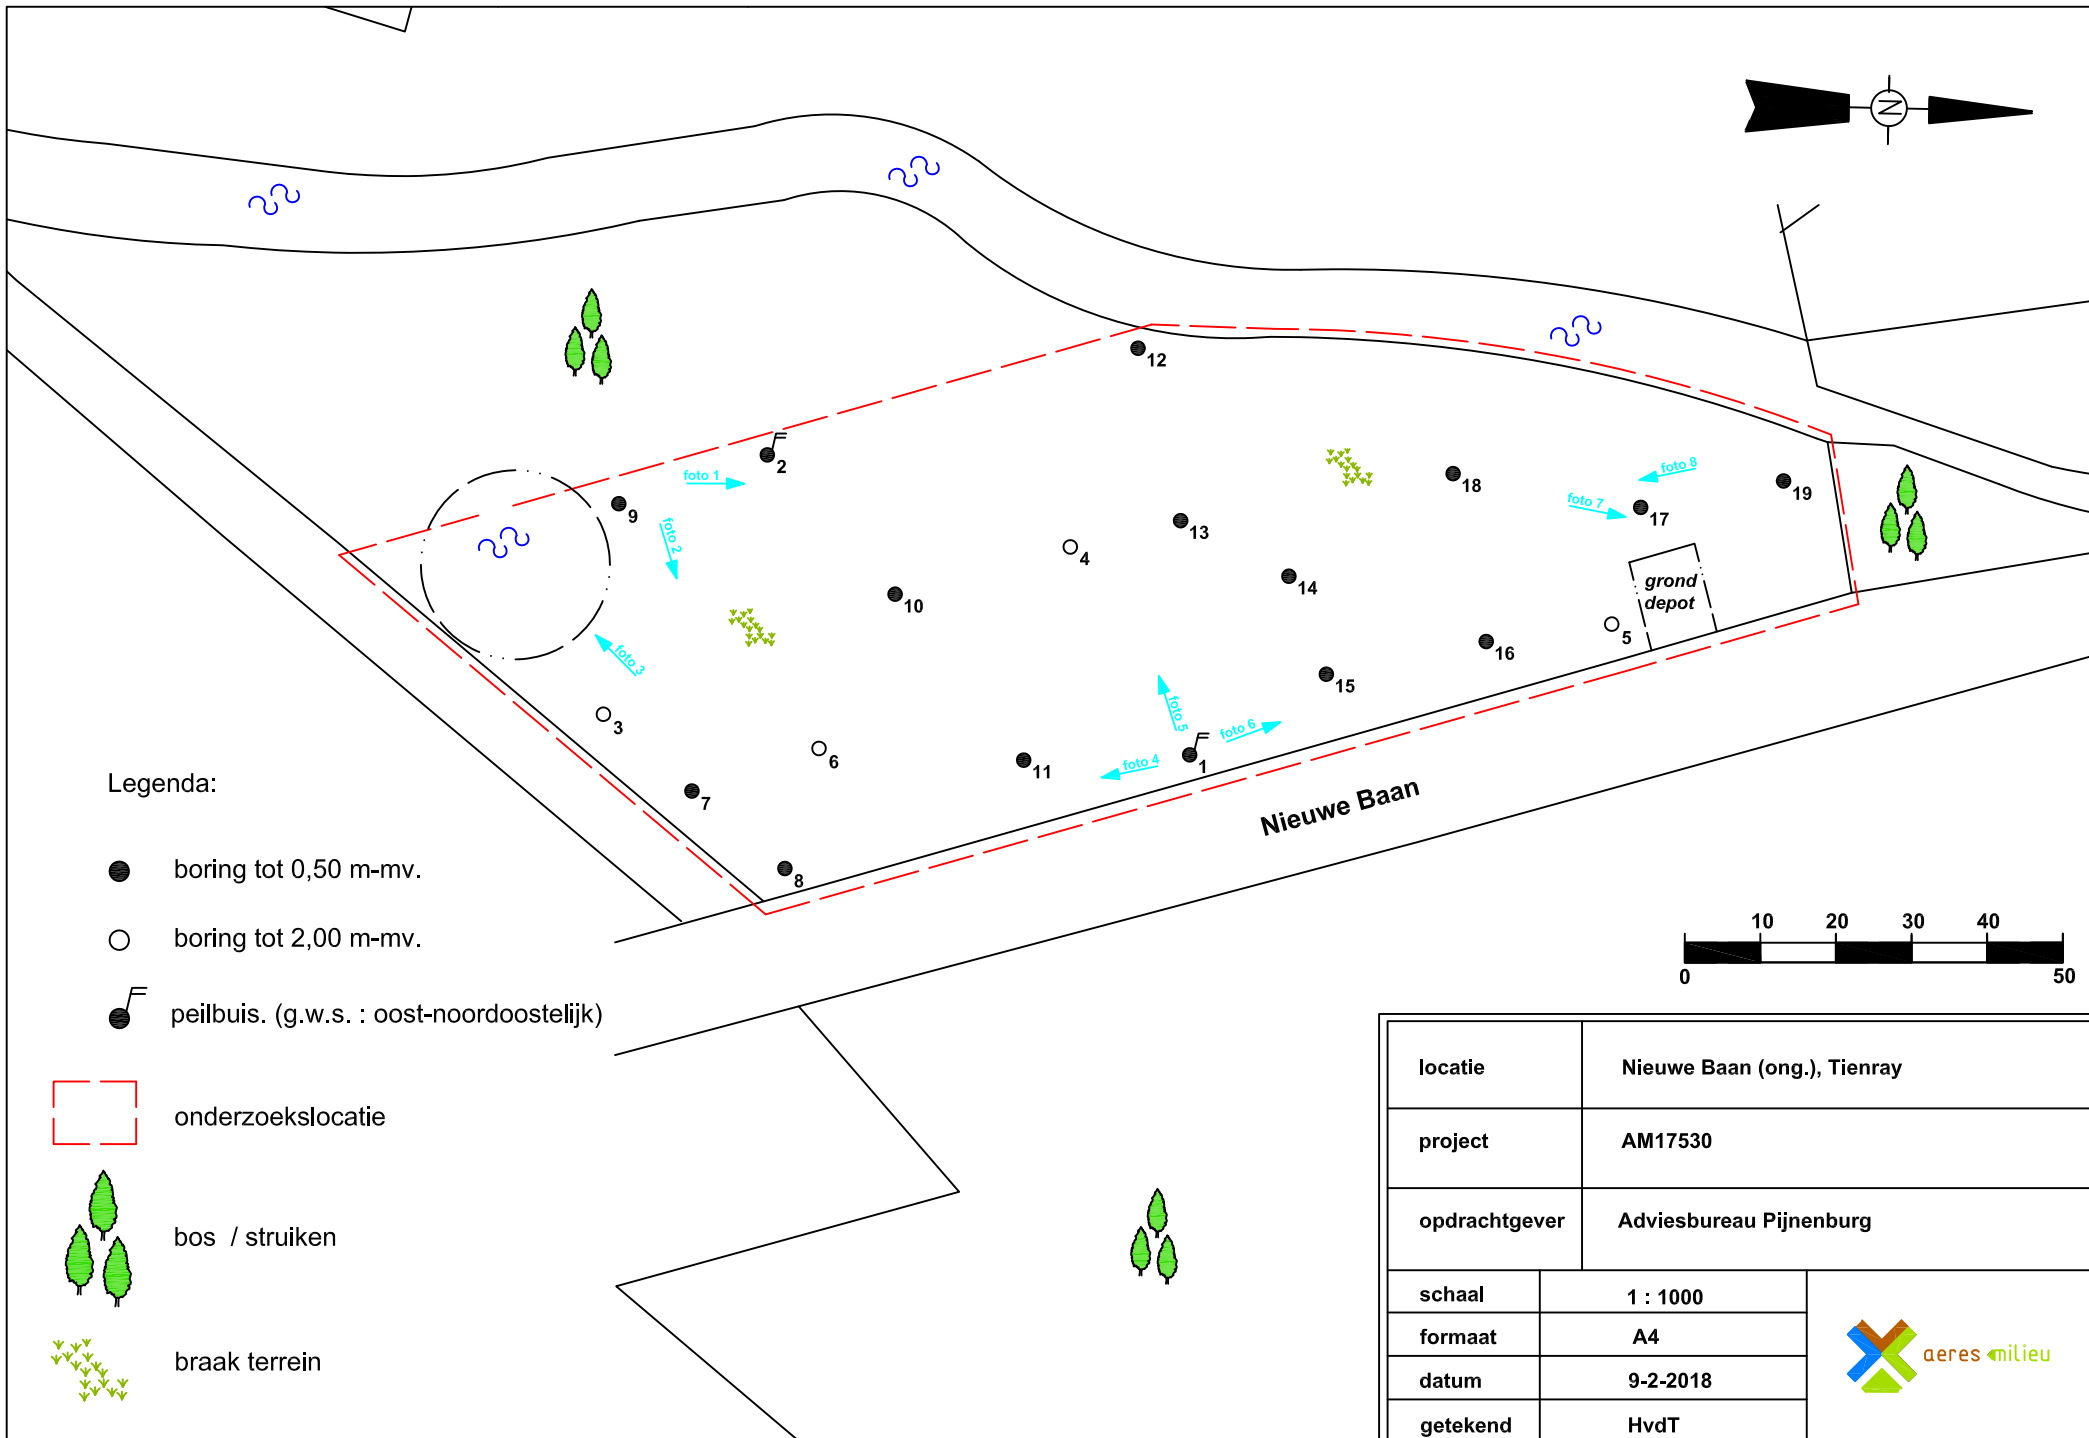 N
12
2
foto 1
9
foto 2
18
foto 8
foto 7
17
19
13
4
14
10
grond
depot
5
16
foto 3
3
15
6
foto 5
foto 6
11
foto 4
1
7
8
Nieuwe Baan
Legenda:
boring tot 0,50 m-mv.
boring tot 2,00 m-mv.
peilbuis. (g.w.s. : oost-noordoostelijk)
onderzoekslocatie
bos / struiken
braak terrein
10 20 30 40
0 50
locatie Nieuwe Baan (ong.), Tienray
project AM17530
opdrachtgever Adviesbureau Pijnenburg
schaal 1 : 1000
formaat A4
datum 9-2-2018
getekend HvdT
aeres milieu